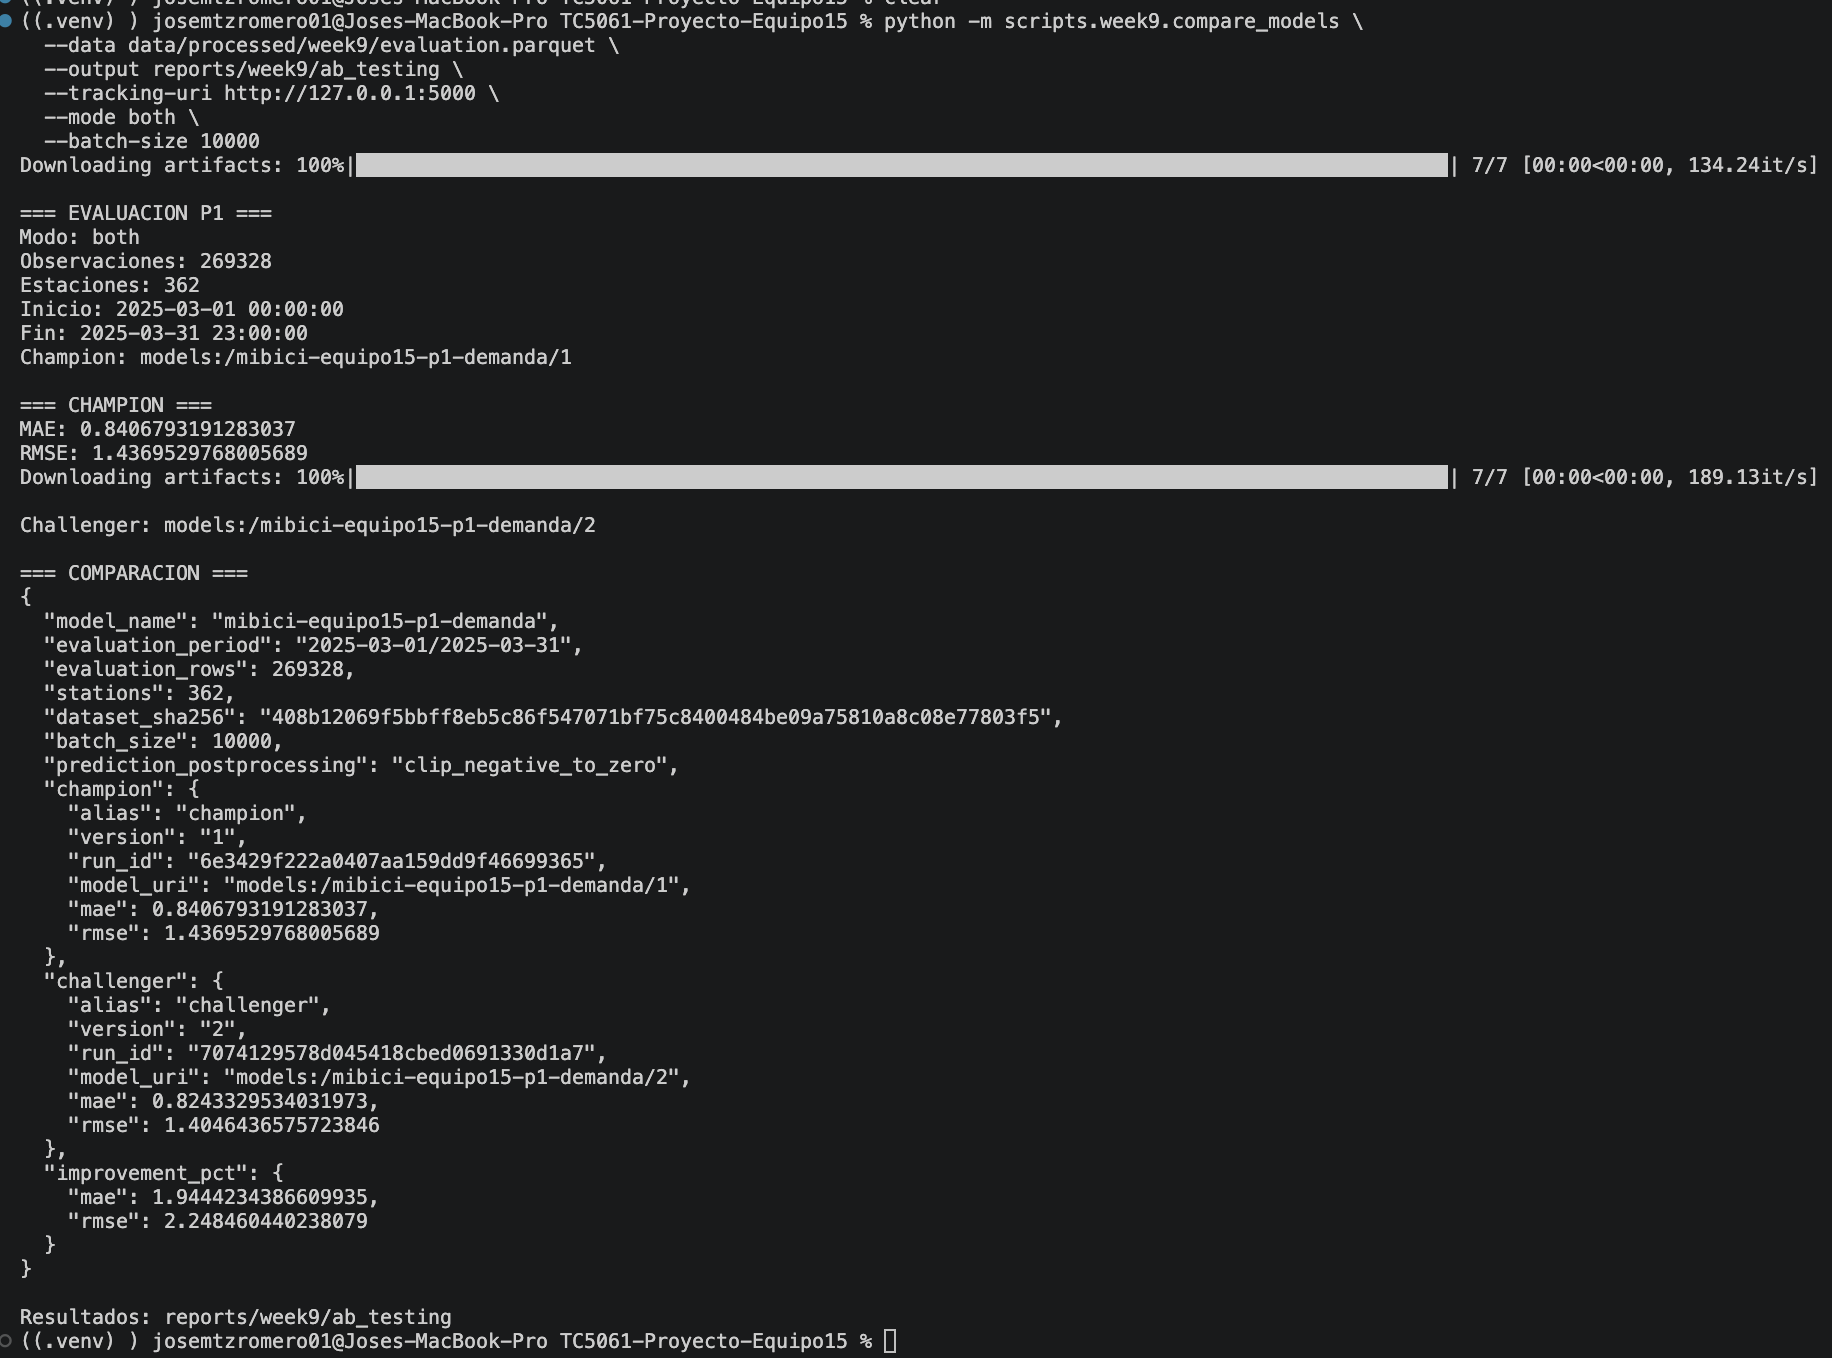 ((.venv) ) josemtzromero01@Joses-MacBook-Pro TC5061-Proyecto-Equipo15 % clear
((.venv) ) josemtzromero01@Joses-MacBook-Pro TC5061-Proyecto-Equipo15 % python -m scripts.week9.compare_models \
  --data data/processed/week9/evaluation.parquet \
  --output reports/week9/ab_testing \
  --tracking-uri http://127.0.0.1:5000 \
  --mode both \
  --batch-size 10000
Downloading artifacts: 100%| | 7/7 [00:00<00:00, 134.24it/s]

=== EVALUACION P1 ===
Modo: both
Observaciones: 269328
Estaciones: 362
Inicio: 2025-03-01 00:00:00
Fin: 2025-03-31 23:00:00
Champion: models:/mibici-equipo15-p1-demanda/1

=== CHAMPION ===
MAE: 0.8406793191283037
RMSE: 1.4369529768005689
Downloading artifacts: 100%| | 7/7 [00:00<00:00, 189.13it/s]

Challenger: models:/mibici-equipo15-p1-demanda/2

=== COMPARACION ===
{
  "model_name": "mibici-equipo15-p1-demanda",
  "evaluation_period": "2025-03-01/2025-03-31",
  "evaluation_rows": 269328,
  "stations": 362,
  "dataset_sha256": "408b12069f5bbff8eb5c86f547071bf75c8400484be09a75810a8c08e77803f5",
  "batch_size": 10000,
  "prediction_postprocessing": "clip_negative_to_zero",
  "champion": {
    "alias": "champion",
    "version": "1",
    "run_id": "6e3429f222a0407aa159dd9f46699365",
    "model_uri": "models:/mibici-equipo15-p1-demanda/1",
    "mae": 0.8406793191283037,
    "rmse": 1.4369529768005689
  },
  "challenger": {
    "alias": "challenger",
    "version": "2",
    "run_id": "7074129578d045418cbed0691330d1a7",
    "model_uri": "models:/mibici-equipo15-p1-demanda/2",
    "mae": 0.8243329534031973,
    "rmse": 1.4046436575723846
  },
  "improvement_pct": {
    "mae": 1.9444234386609935,
    "rmse": 2.248460440238079
  }
}

Resultados: reports/week9/ab_testing
((.venv) ) josemtzromero01@Joses-MacBook-Pro TC5061-Proyecto-Equipo15 %